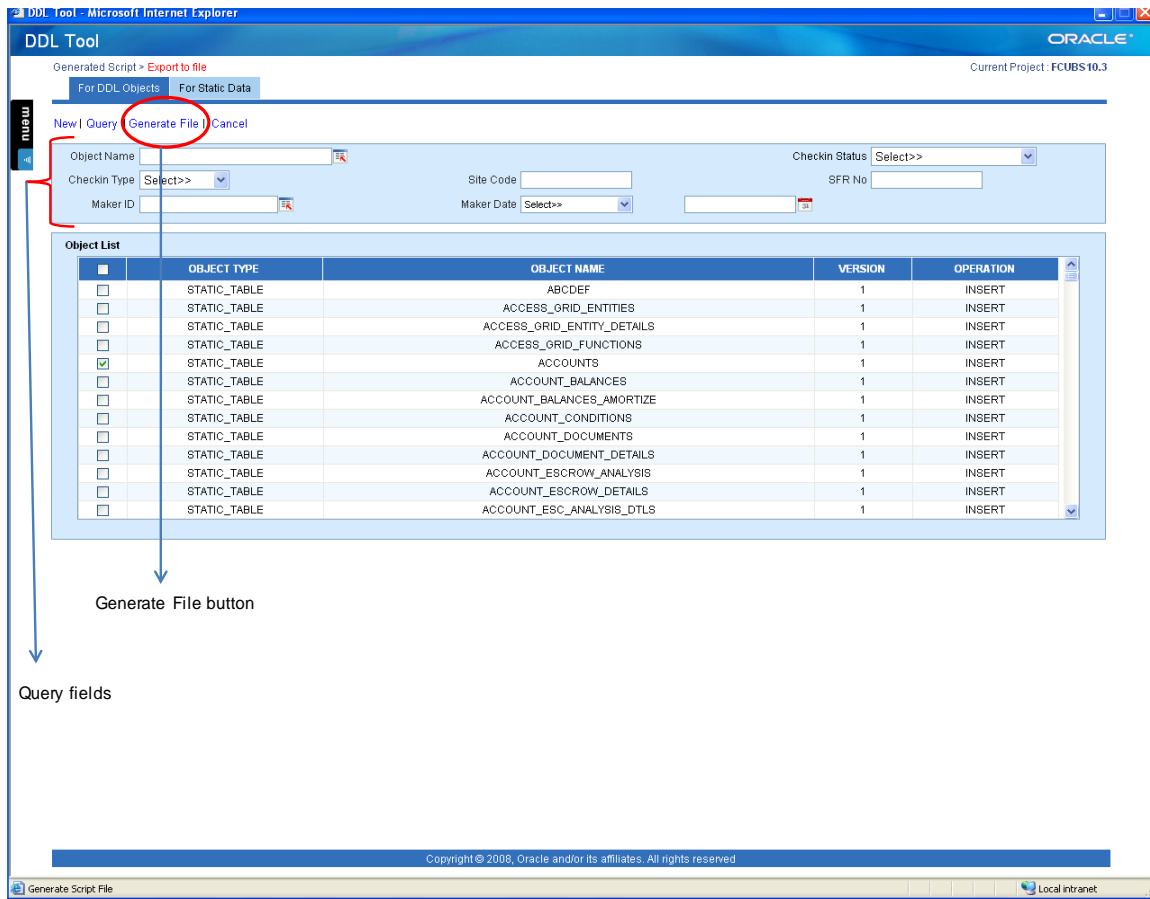 DDL Tool - Microsoft Internet Explorer
DDL Tool
ORACLE
Generated Script > Export to file
Current Project : FCUBS10.3
For DDL Objects For Static Data
menu
New | Query | Generate File | Cancel
Object Name
Checkin Status Select>>
Checkin Type Select>>
Site Code
SFR No
Maker ID
Maker Date Select>>
31
Object List
OBJECT TYPE OBJECT NAME VERSION OPERATION
STATIC_TABLE ABCDEF 1 INSERT
STATIC_TABLE ACCESS_GRID_ENTITIES 1 INSERT
STATIC_TABLE ACCESS_GRID_ENTITY_DETAILS 1 INSERT
STATIC_TABLE ACCESS_GRID_FUNCTIONS 1 INSERT
STATIC_TABLE ACCOUNTS 1 INSERT
STATIC_TABLE ACCOUNT_BALANCES 1 INSERT
STATIC_TABLE ACCOUNT_BALANCES_AMORTIZE 1 INSERT
STATIC_TABLE ACCOUNT_CONDITIONS 1 INSERT
STATIC_TABLE ACCOUNT_DOCUMENTS 1 INSERT
STATIC_TABLE ACCOUNT_DOCUMENT_DETAILS 1 INSERT
STATIC_TABLE ACCOUNT_ESCROW_ANALYSIS 1 INSERT
STATIC_TABLE ACCOUNT_ESCROW_DETAILS 1 INSERT
STATIC_TABLE ACCOUNT_ESC_ANALYSIS_DTLS 1 INSERT
Generate File button
Query fields
Copyright © 2008, Oracle and/or its affiliates. All rights reserved
Generate Script File
Local intranet